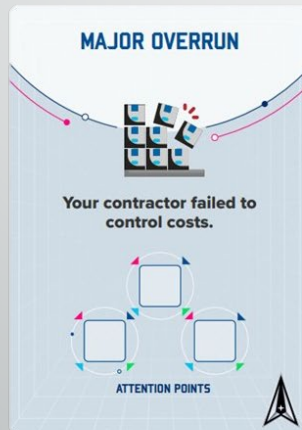 MAJOR OVERRUN
Your contractor failed to
control costs.
ATTENTION POINTS